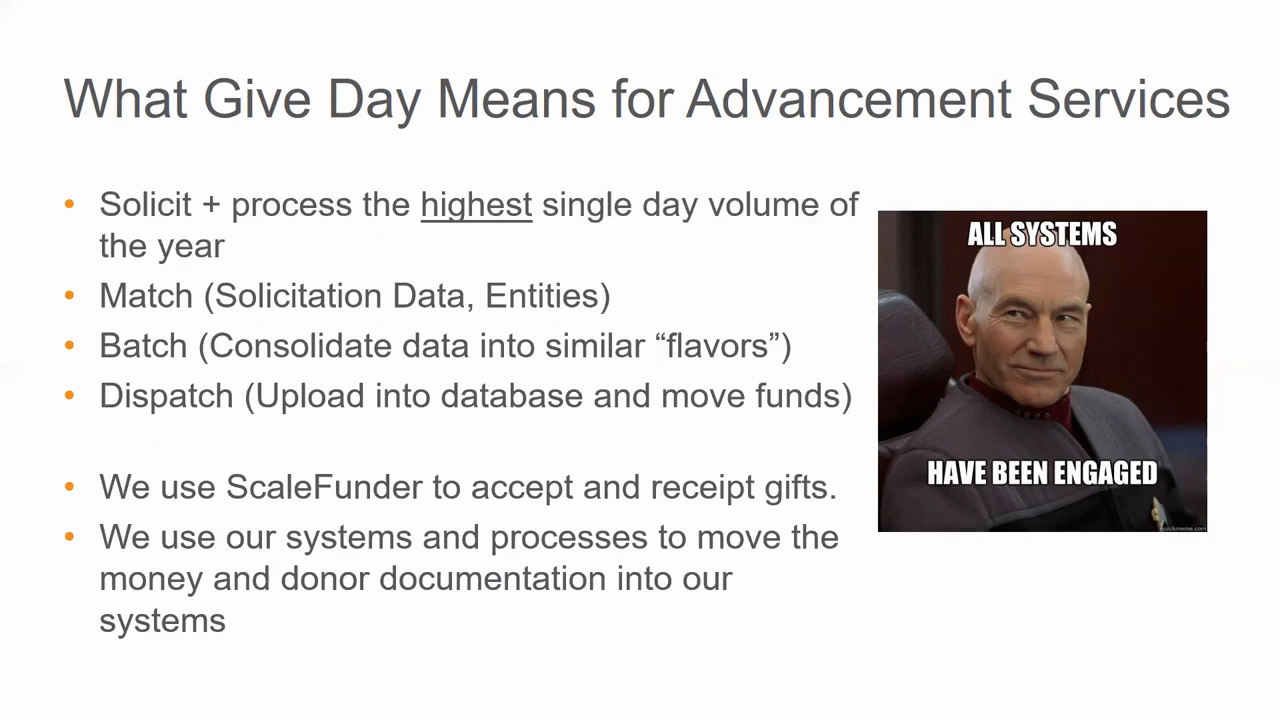 What Give Day Means for Advancement Services
• Solicit + process the highest single day volume of
the year
• Match (Solicitation Data, Entities)
• Batch (Consolidate data into similar “flavors”)
• Dispatch (Upload into database and move funds)
• We use ScaleFunder to accept and receipt gifts.
• We use our systems and processes to move the
money and donor documentation into our
systems
ALL SYSTEMS
HAVE BEEN ENGAGED
quickmeme.com